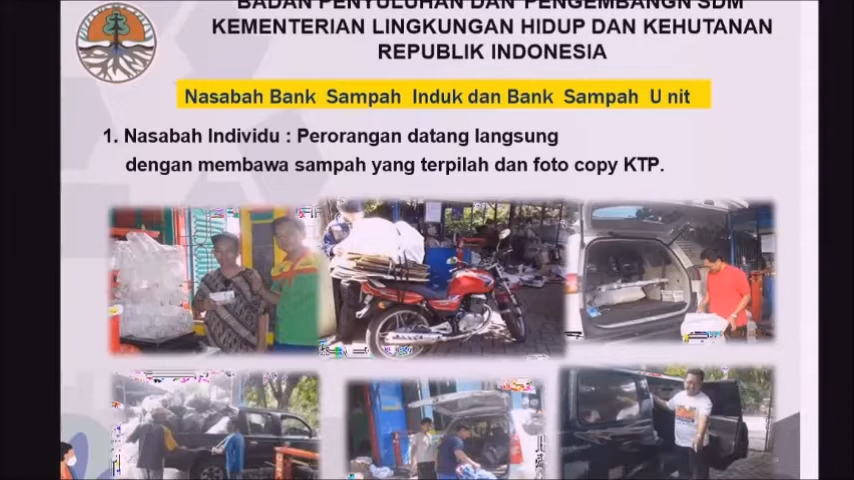 BADAN PENYULUHAN DAN PENGEMBANGN SDM
KEMENTERIAN LINGKUNGAN HIDUP DAN KEHUTANAN
REPUBLIK INDONESIA
Nasabah Bank Sampah Induk dan Bank Sampah U nit
1. Nasabah Individu : Perorangan datang langsung
dengan membawa sampah yang terpilah dan foto copy KTP.